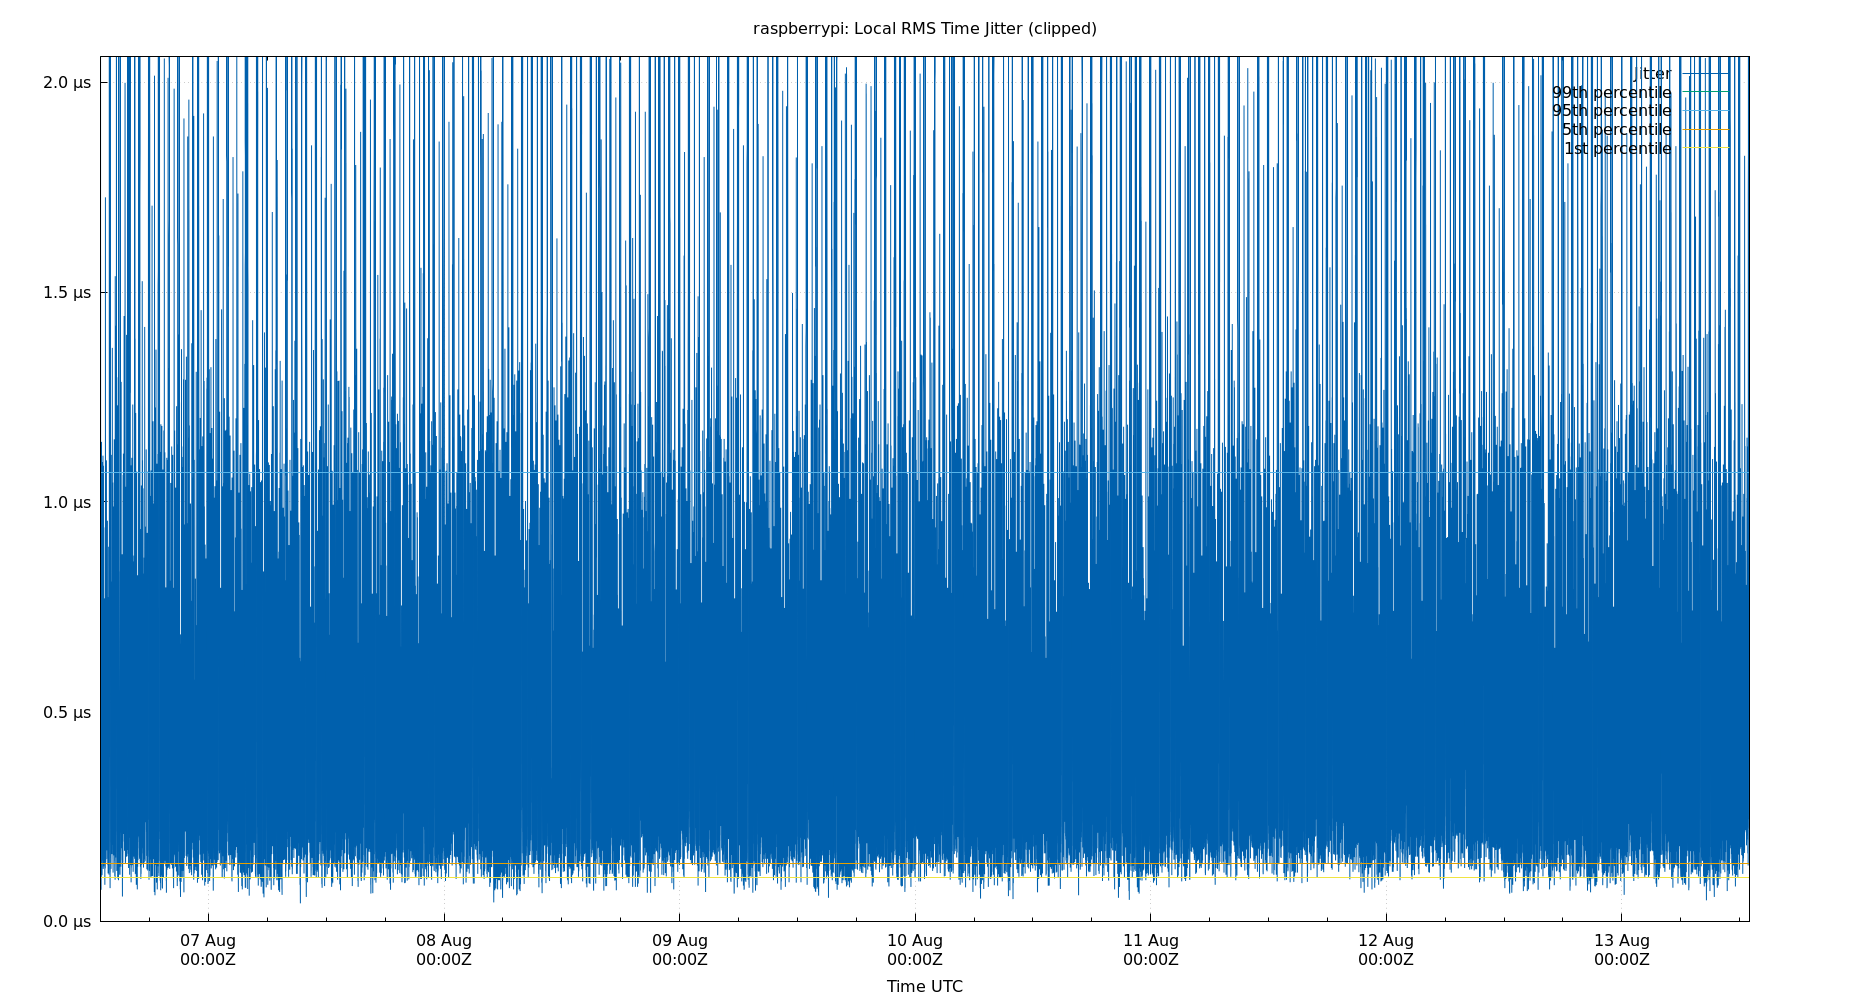 raspberrypi: Local RMS Time Jitter (clipped)
2.0 µs
1.5 µs
1.0 µs
0.5 µs
0.0 µs
jitter
99th percentile
95th percentile
5th percentile
1st percentile
07 Aug 08 Aug 09 Aug 10 Aug 11 Aug 12 Aug 13 Aug
00:00Z 00:00Z 00:00Z 00:00Z 00:00Z 00:00Z 00:00Z
Time UTC